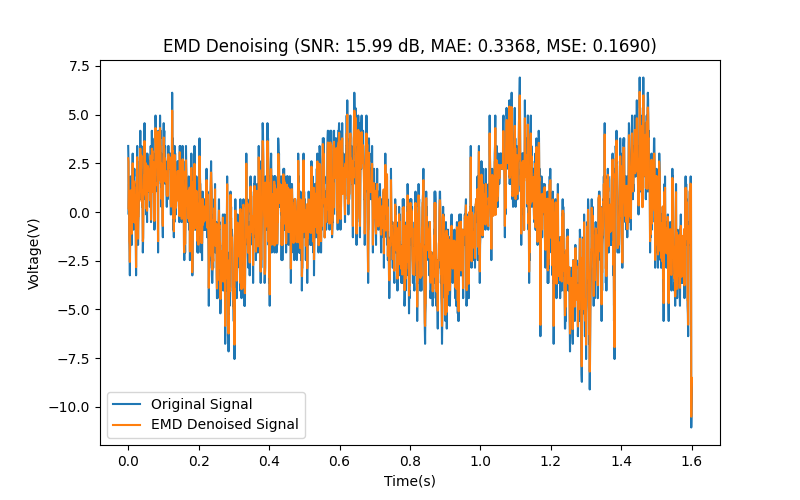 EMD Denoising (SNR: 15.99 dB, MAE: 0.3368, MSE: 0.1690)
7.5
5.0
2.5
0.0
−2.5
−5.0
−7.5
−10.0
Voltage(V)
Original Signal
EMD Denoised Signal
0.0 0.2 0.4 0.6 0.8 1.0 1.2 1.4 1.6
Time(s)